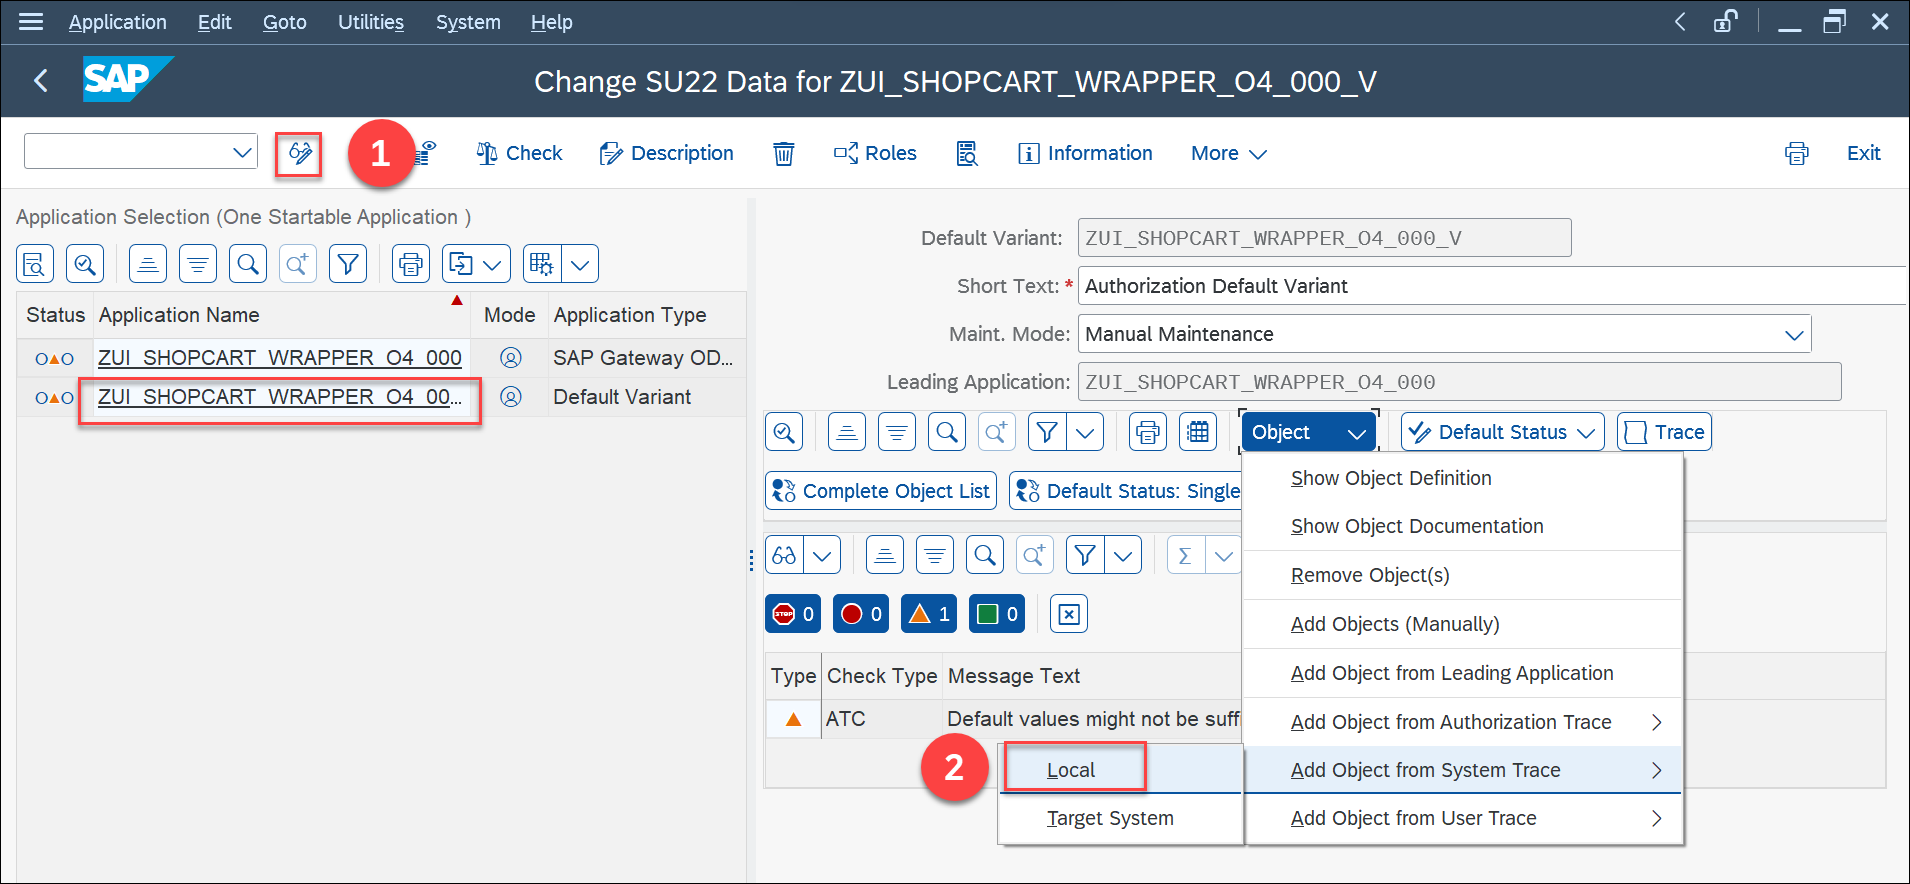 Application Edit Goto Utilities System Help
SAP Change SU22 Data for ZUI_SHOPCART_WRAPPER_O4_000_V
1 Check Description Roles Information More Exit
Application Selection (One Startable Application )
Status Application Name Mode Application Type
ZUI_SHOPCART_WRAPPER_O4_000 SAP Gateway OD...
ZUI_SHOPCART_WRAPPER_O4_00... Default Variant
Default Variant: ZUI_SHOPCART_WRAPPER_O4_000_V
Short Text: * Authorization Default Variant
Maint. Mode: Manual Maintenance
Leading Application: ZUI_SHOPCART_WRAPPER_O4_000
Object Default Status Trace
Complete Object List Default Status: Single
Show Object Definition
Show Object Documentation
Remove Object(s)
Add Objects (Manually)
Add Object from Leading Application
Add Object from Authorization Trace
Add Object from System Trace
Add Object from User Trace
Σ
STOP 0 0 1 0
Type Check Type Message Text
ATC Default values might not be suffi
2 Local
Target System